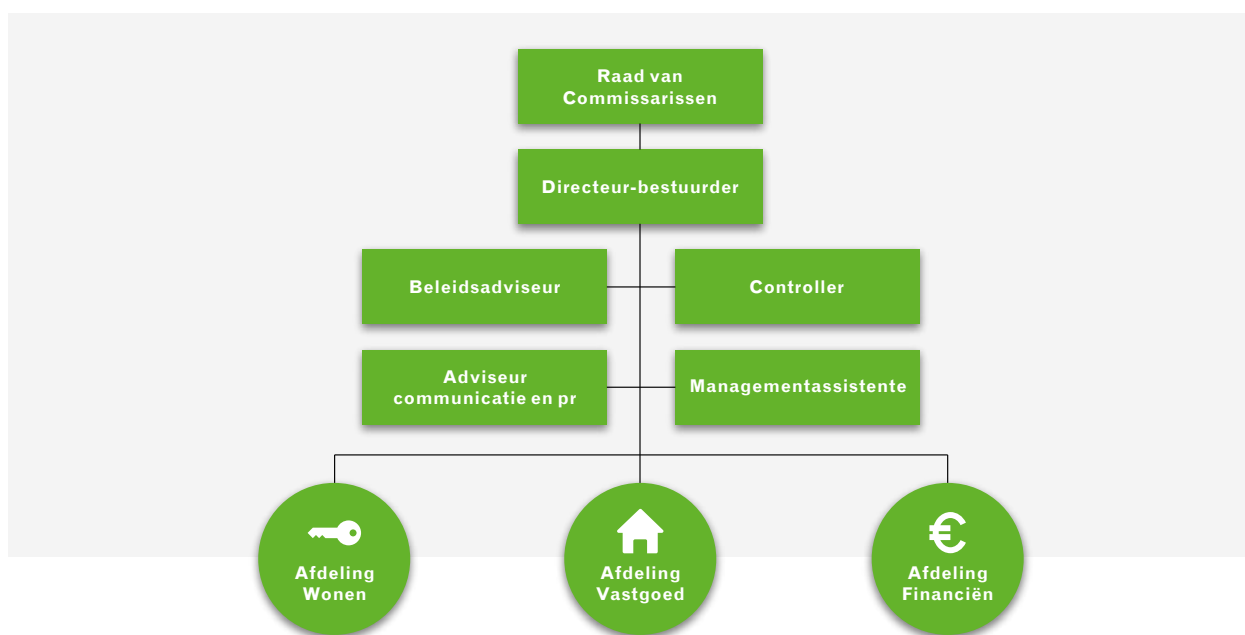 Raad van
Commissarissen
Directeur-bestuurder
Beleidsadviseur
Controller
Adviseur
communicatie en pr
Managementassistente
€
Afdeling
Wonen
Afdeling
Vastgoed
Afdeling
Financiën